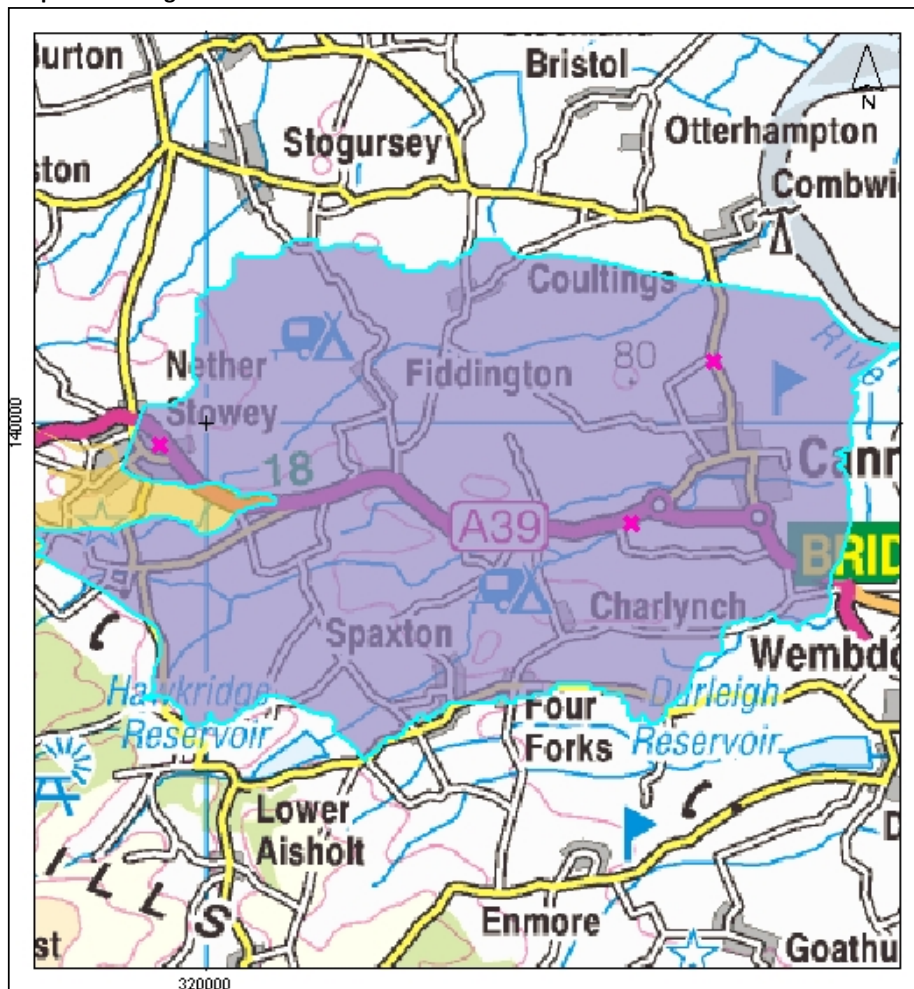 Burton
Bristol
Stogursey
Otterhampton
N
ston
Combwi
Coultings
Nether
Stowey
Fiddington
80
Rive
140000
18
Cann
A39
BRID
Charlynch
Spaxton
Wembdo
Hawkridge
Reservoir
Durleigh
Reservoir
Four
Forks
Lower
Aisholt
D
I L L S
Enmore
st
Goathu
320000